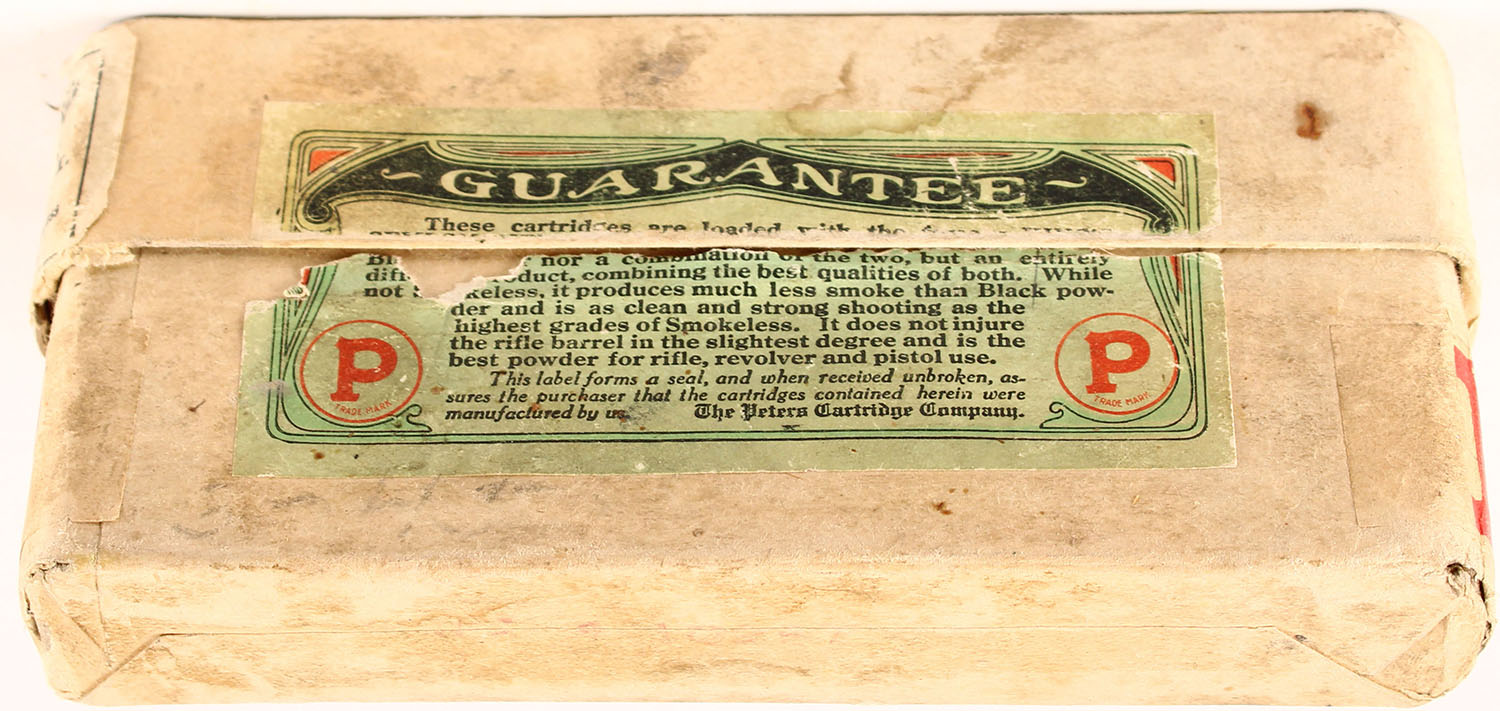 GUARANTEE
These cartridges are loaded with the
nor a combination of the two, but an entirely
product, combining the best qualities of both. While
not keless, it produces much less smoke than Black pow-
der and is as clean and strong shooting as the
highest grades of Smokeless. It does not injure
the rifle barrel in the slightest degree and is the
best powder for rifle, revolver and pistol use.
This label forms a seal, and when received unbroken, as-
sures the purchaser that the cartridges contained herein were
manufactured by us. The Peters Cartridge Company.
P
TRADE MARK
P
TRADE MARK